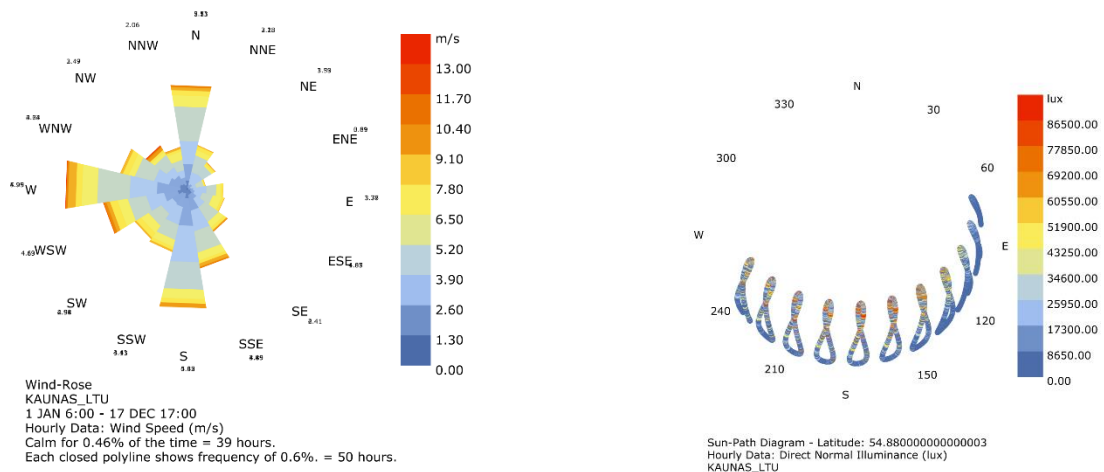 N
NNE
NE
ENE
E
ESE
SE
SSE
S
SSW
SW
WSW
W
WNW
NW
NNW
2.06
m/s
13.00
11.70
10.40
9.10
7.80
6.50
5.20
3.90
2.60
1.30
0.00
Wind-Rose
KAUNAS_LTU
1 JAN 6:00 - 17 DEC 17:00
Hourly Data: Wind Speed (m/s)
Calm for 0.46% of the time = 39 hours.
Each closed polyline shows frequency of 0.6%. = 50 hours.
N
30
60
E
120
150
S
210
240
W
300
330
lux
86500.00
77850.00
69200.00
60550.00
51900.00
43250.00
34600.00
25950.00
17300.00
8650.00
0.00
Sun-Path Diagram - Latitude: 54.880000000000003
Hourly Data: Direct Normal Illuminance (lux)
KAUNAS_LTU